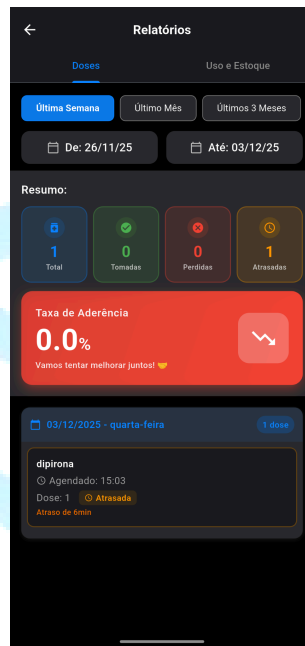 Relatórios
Doses
Uso e Estoque
Última Semana
Último Mês
Últimos 3 Meses
De: 26/11/25
Até: 03/12/25
Resumo:
1
0
0
1
Total
Tomadas
Perdidas
Atrasadas
Taxa de Aderência
0.0%
Vamos tentar melhorar juntos! 🤝
03/12/2025 - quarta-feira
1 dose
dipirona
Agendado: 15:03
Dose: 1
Atrasada
Atraso de 6min